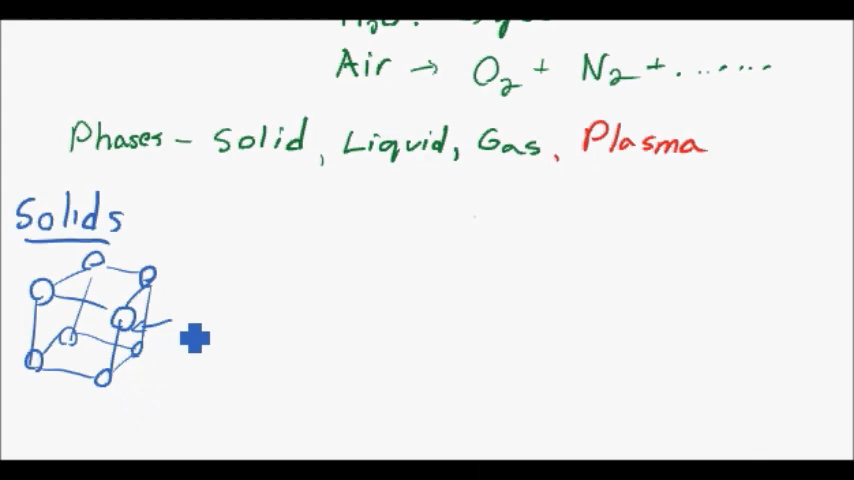 Air → O₂ + N₂ + .......
Phases - Solid, Liquid, Gas, Plasma
Solids